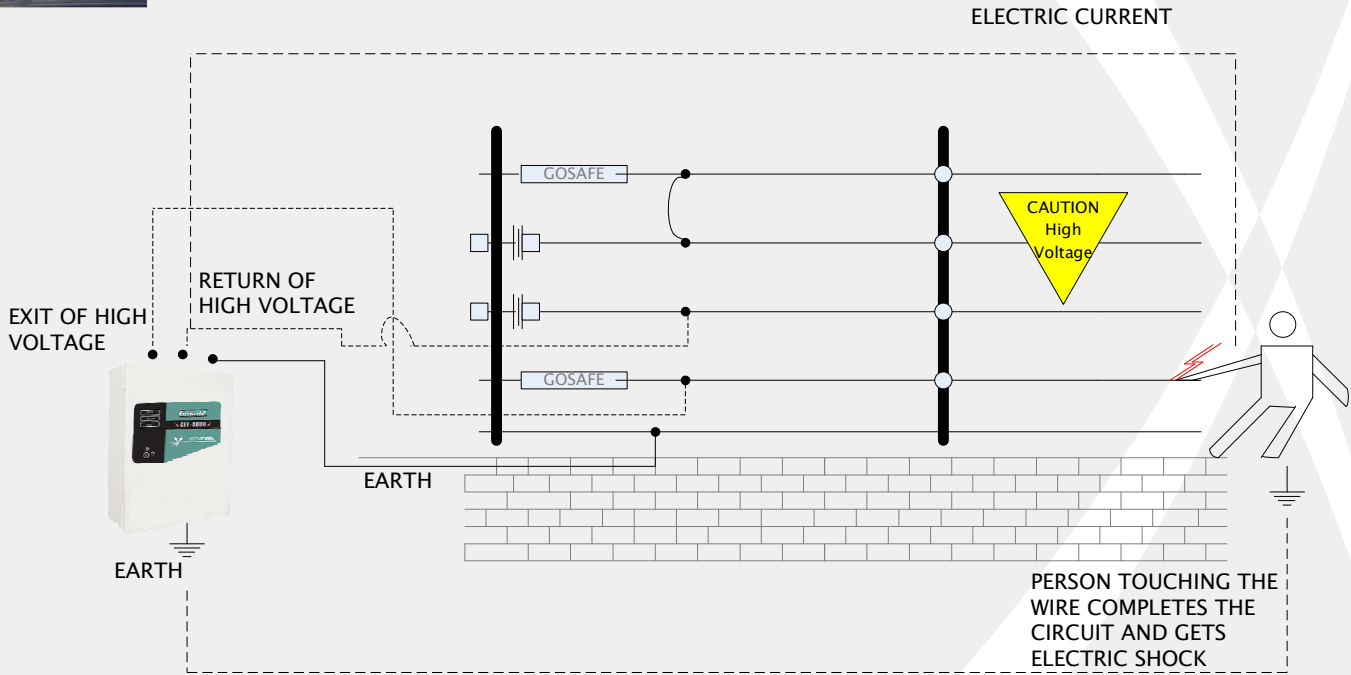 ELECTRIC CURRENT
GOSAFE
CAUTION
High
Voltage
RETURN OF
HIGH VOLTAGE
EXIT OF HIGH
VOLTAGE
GOSAFE
EARTH
EARTH
PERSON TOUCHING THE
WIRE COMPLETES THE
CIRCUIT AND GETS
ELECTRIC SHOCK